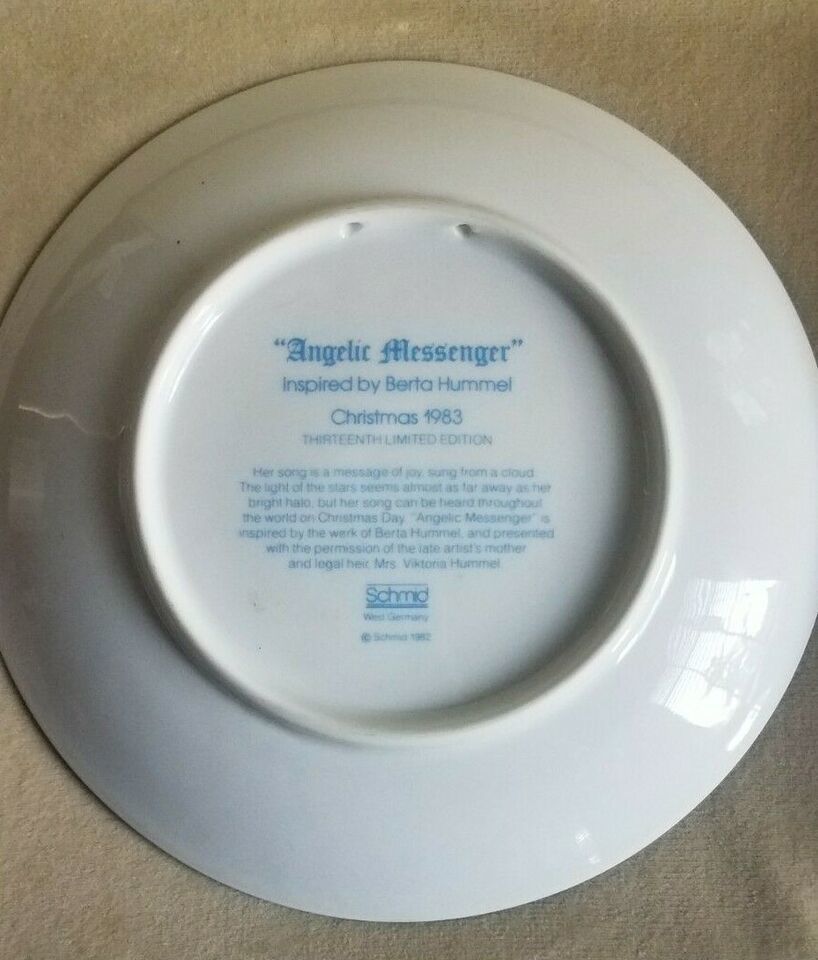 "Angelic Messenger"
Inspired by Berta Hummel
Christmas 1983
THIRTEENTH LIMITED EDITION
Her song is a message of joy, sung from a cloud.
The light of the stars seems almost as far away as her
bright halo, but her song can be heard throughout
the world on Christmas Day. "Angelic Messenger" is
inspired by the werk of Berta Hummel, and presented
with the permission of the late artist's mother
and legal heir, Mrs. Viktoria Hummel.
Schmid
West Germany
© Schmid 1982